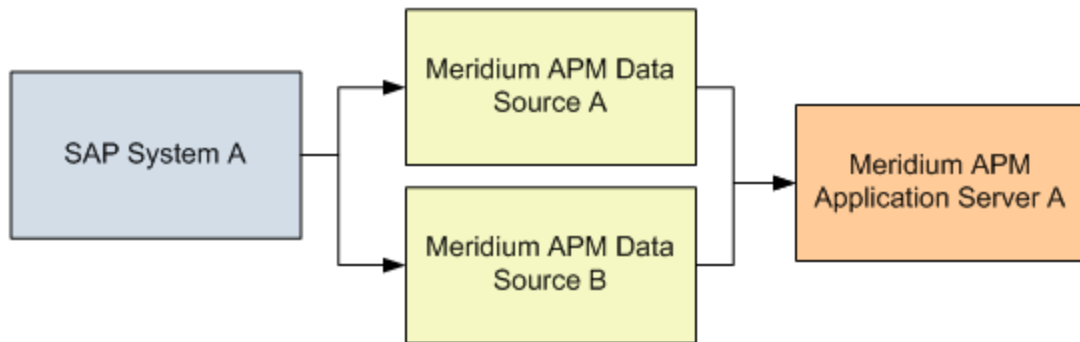 SAP System A
Meridium APM Data
Source A
Meridium APM Data
Source B
Meridium APM
Application Server A